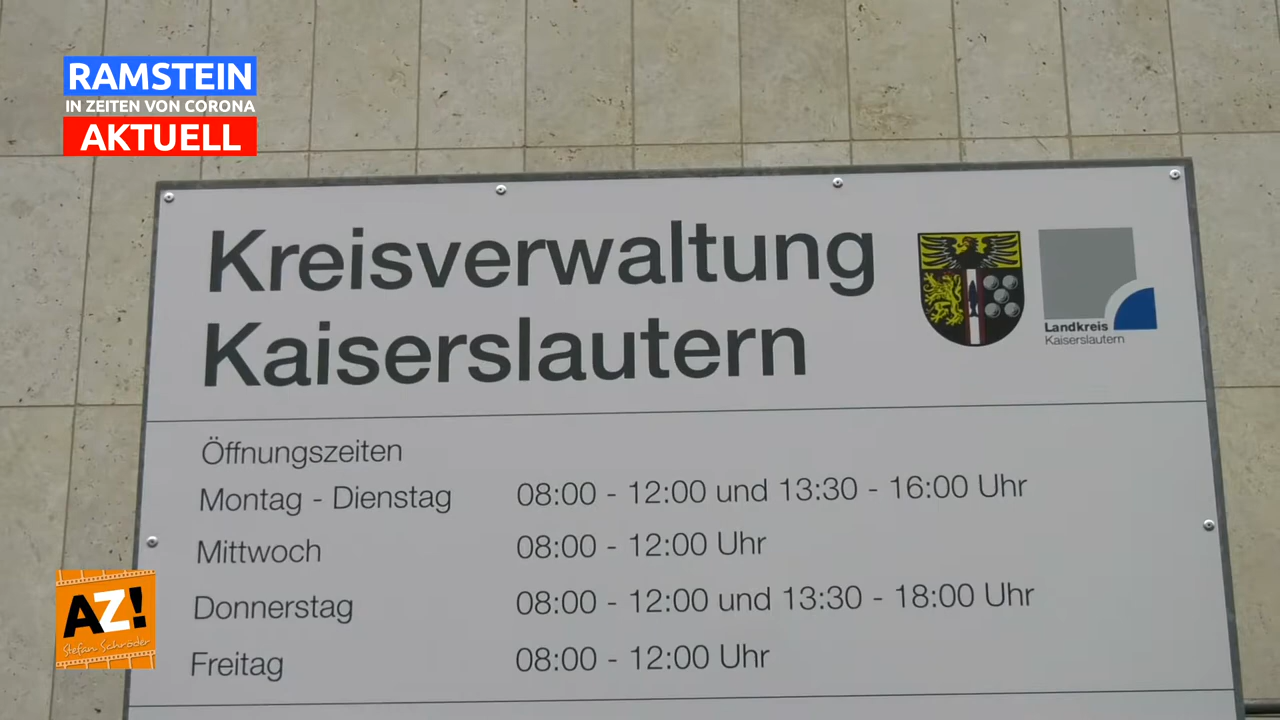 RAMSTEIN
IN ZEITEN VON CORONA
AKTUELL
Kreisverwaltung
Kaiserslautern
Landkreis
Kaiserslautern
Öffnungszeiten
Montag - Dienstag 08:00 - 12:00 und 13:30 - 16:00 Uhr
Mittwoch 08:00 - 12:00 Uhr
Donnerstag 08:00 - 12:00 und 13:30 - 18:00 Uhr
Freitag 08:00 - 12:00 Uhr
AZ!
Stefan Schröder